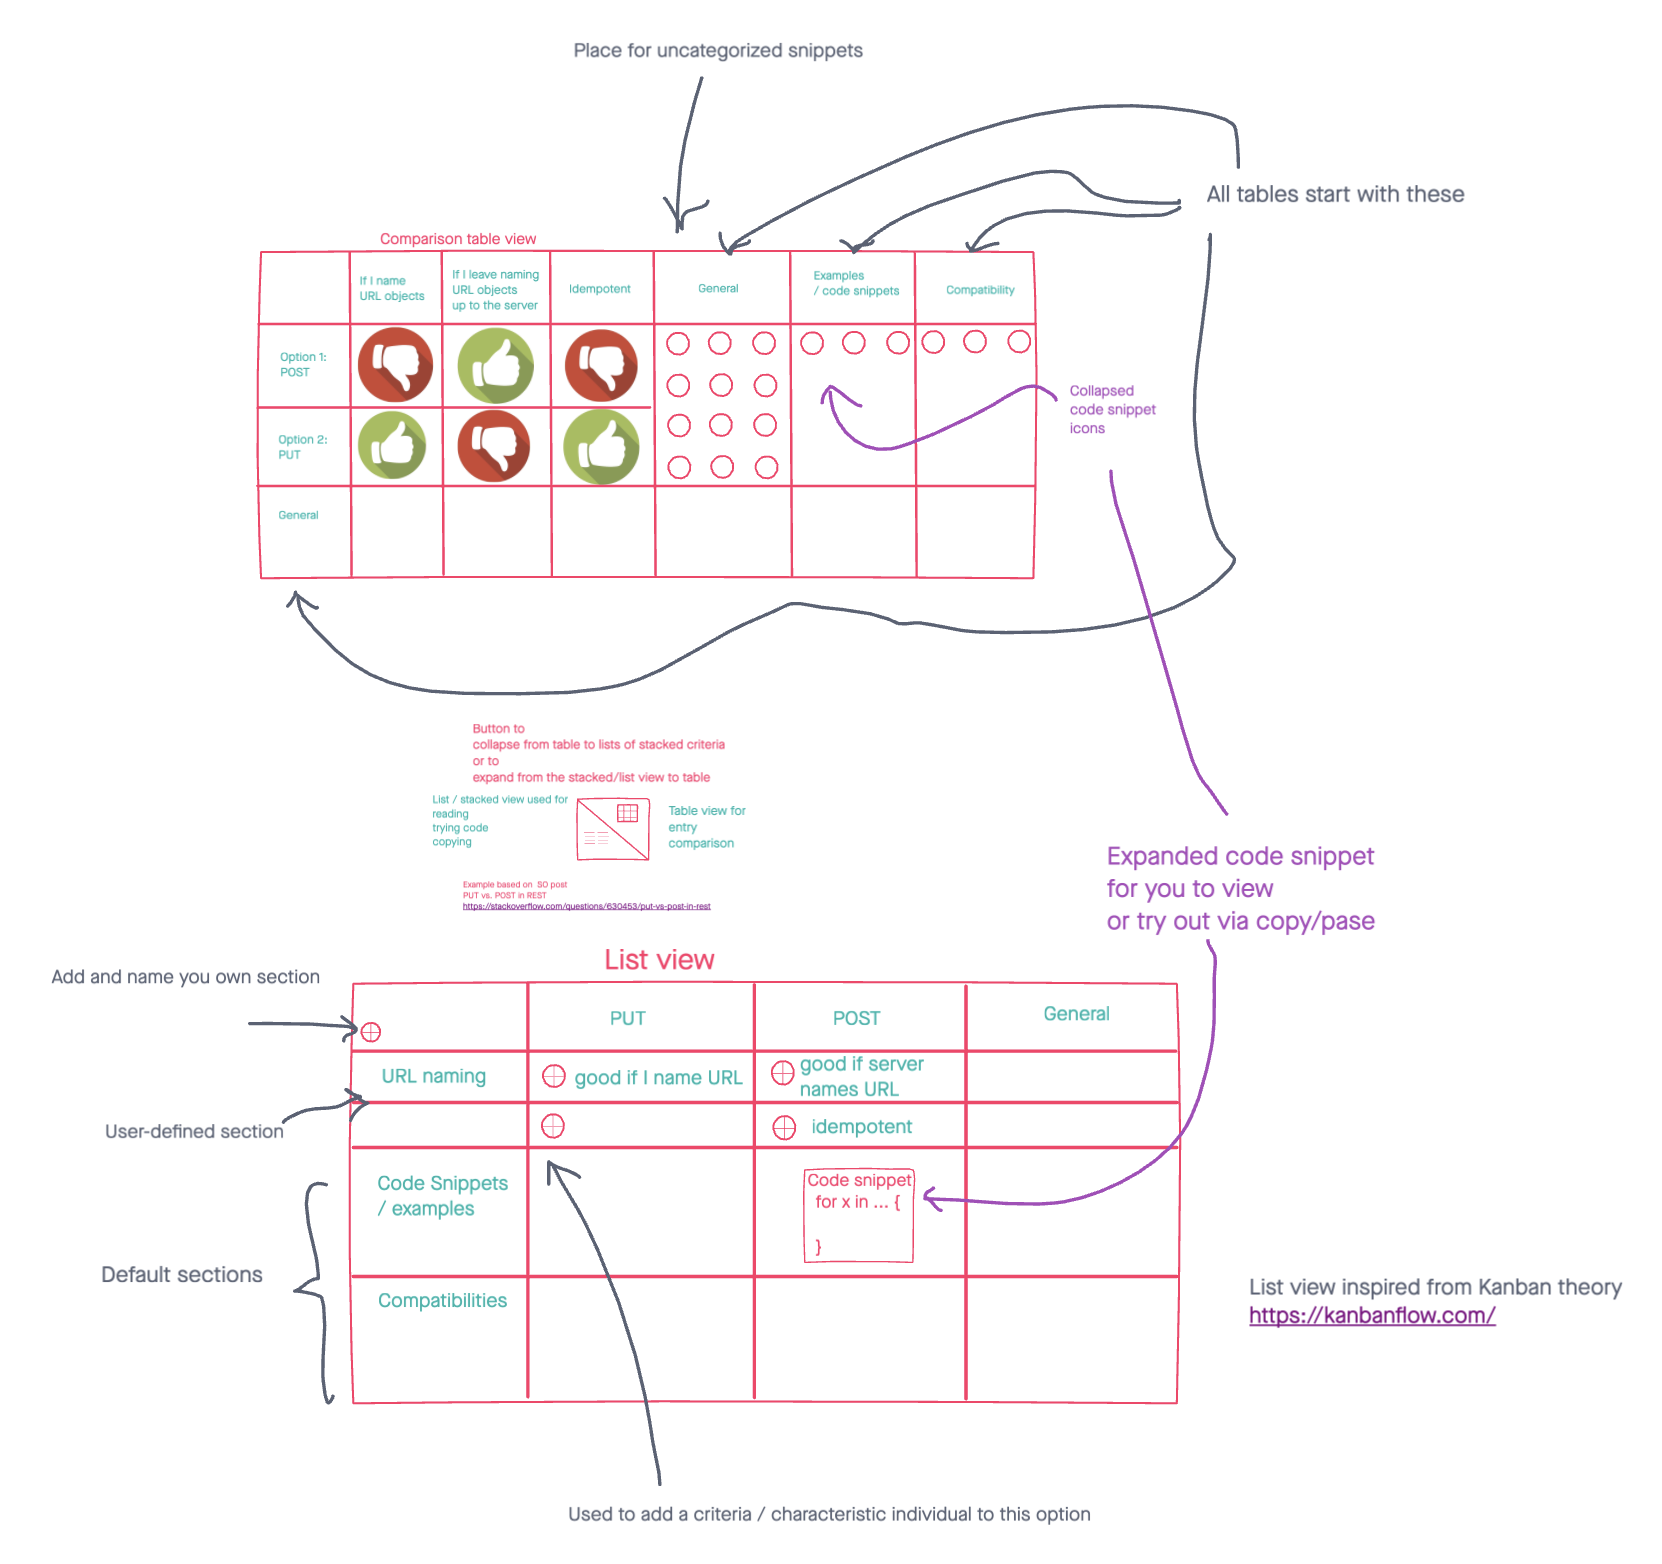 Place for uncategorized snippets
All tables start with these
Comparison table view
If I name
URL objects
If I leave naming
URL objects
up to the server
Idempotent
General
Examples
/ code snippets
Compatibility
Option 1:
POST
Collapsed
code snippet
icons
Option 2:
PUT
General
Button to
collapse from table to lists of stacked criteria
or to
expand from the stacked/list view to table
List / stacked view used for
reading
trying code
copying
Table view for
entry
comparison
Expanded code snippet
for you to view
or try out via copy/pase
Example based on SO post
PUT vs. POST in REST
https://stackoverflow.com/questions/630453/put-vs-post-in-rest
List view
Add and name you own section
PUT
POST
General
URL naming
good if I name URL
good if server
names URL
User-defined section
idempotent
Code Snippets
/ examples
Code snippet
for x in ... {
}
Default sections
Compatibilities
List view inspired from Kanban theory
https://kanbanflow.com/
Used to add a criteria / characteristic individual to this option